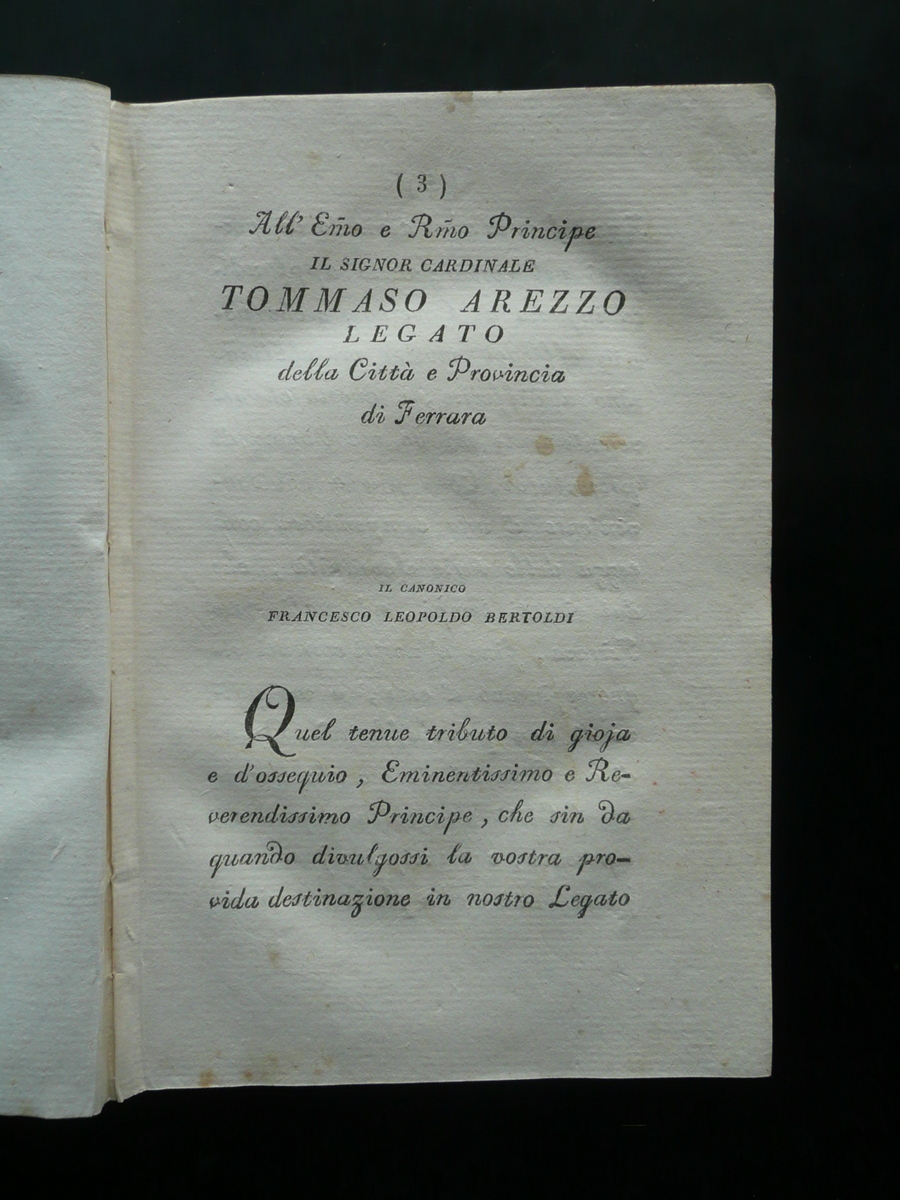 ( 3 )
All' Em̃o e Rm̃o Principe
IL SIGNOR CARDINALE
TOMMASO AREZZO
LEGATO
della Città e Provincia
di Ferrara
IL CANONICO
FRANCESCO LEOPOLDO BERTOLDI
Quel tenue tributo di gioja
e d'ossequio , Eminentissimo e Re-
verendissimo Principe , che sin da
quando divulgossi la vostra pro-
vida destinazione in nostro Legato